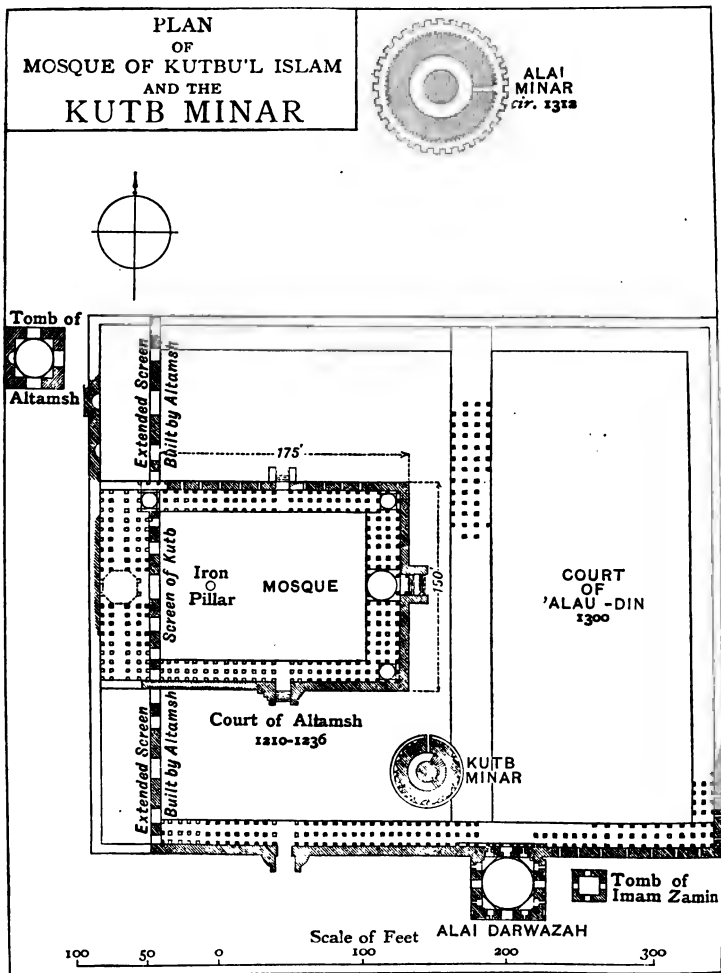 PLAN
OF
MOSQUE OF KUTBU'L ISLAM
AND THE
KUTB MINAR
ALAI
MINAR
cir. 1312
Tomb of
Altamsh
Extended Screen
Built by Altamsh
175'
Screen of Kutb
Iron
Pillar
MOSQUE
150'
COURT
OF
'ALAU-DIN
1300
Extended Screen
Built by Altamsh
Court of Altamsh
1210-1236
KUTB
MINAR
Tomb of
Imam Zamin
ALAI DARWAZAH
Scale of Feet
100 50 0 100 200 300